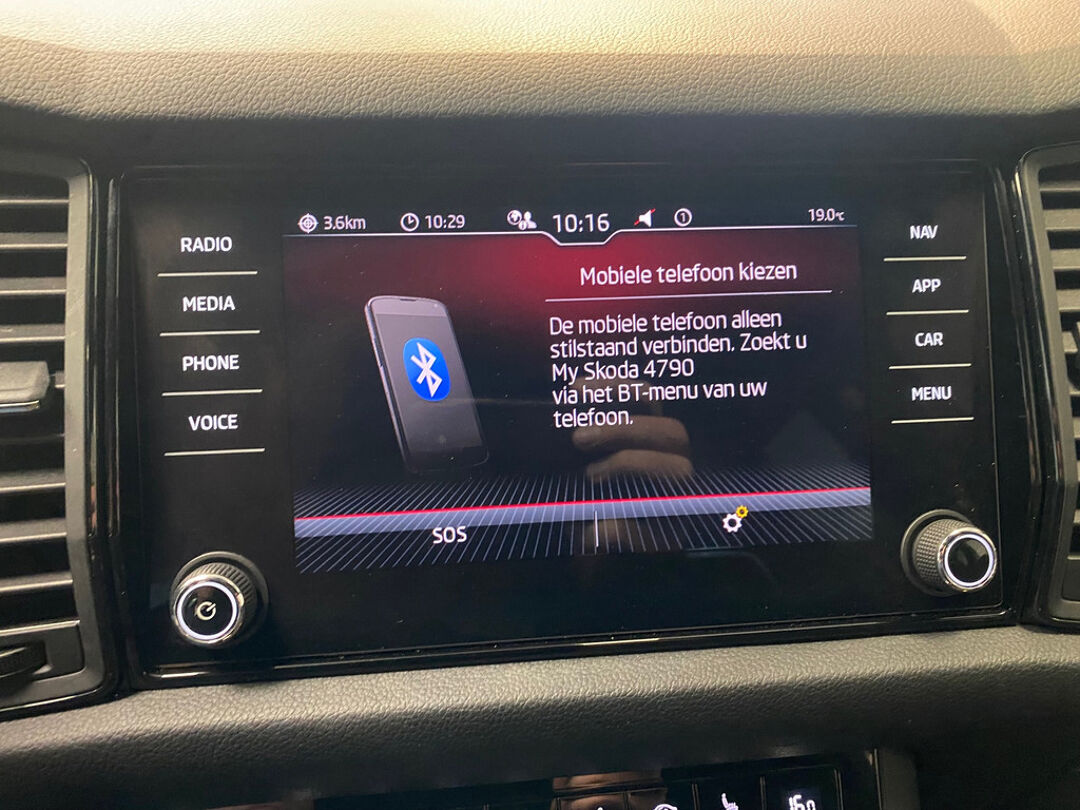 3.6km 10:29 10:16 1 19.0°c
RADIO
MEDIA
PHONE
VOICE
Mobiele telefoon kiezen
De mobiele telefoon alleen
stilstaand verbinden. Zoekt u
My Skoda 4790
via het BT-menu van uw
telefoon.
SOS
NAV
APP
CAR
MENU